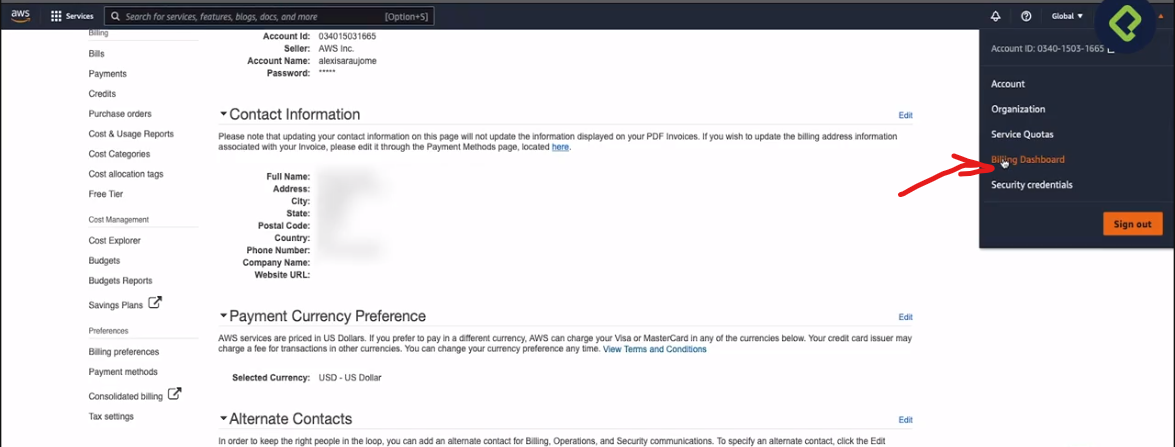 aws
Services
Search for services, features, blogs, docs, and more
[Option+S]
Global
Account ID: 0340-1503-1665
Account
Organization
Service Quotas
Billing Dashboard
Security credentials
Sign out
Billing
Bills
Payments
Credits
Purchase orders
Cost & Usage Reports
Cost Categories
Cost allocation tags
Free Tier
Cost Management
Cost Explorer
Budgets
Budgets Reports
Savings Plans
Preferences
Billing preferences
Payment methods
Consolidated billing
Tax settings
Account Id: 034015031665
Seller: AWS Inc.
Account Name: alexisaraujome
Password: *****
Contact Information
Edit
Please note that updating your contact information on this page will not update the information displayed on your PDF Invoices. If you wish to update the billing address information
associated with your Invoice, please edit it through the Payment Methods page, located here.
Full Name:
Address:
City:
State:
Postal Code:
Country:
Phone Number:
Company Name:
Website URL:
Payment Currency Preference
Edit
AWS services are priced in US Dollars. If you prefer to pay in a different currency, AWS can charge your Visa or MasterCard in any of the currencies below. Your credit card issuer may
charge a fee for transactions in other currencies. You can change your currency preference any time. View Terms and Conditions
Selected Currency: USD - US Dollar
Alternate Contacts
Edit
In order to keep the right people in the loop, you can add an alternate contact for Billing, Operations, and Security communications. To specify an alternate contact, click the Edit